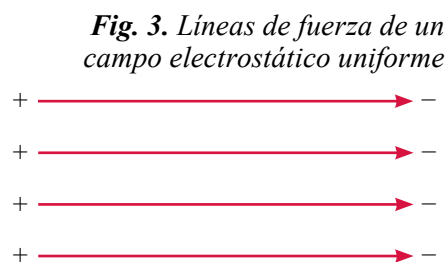 Fig. 3. Líneas de fuerza de un
campo electrostático uniforme
+ −
+ −
+ −
+ −